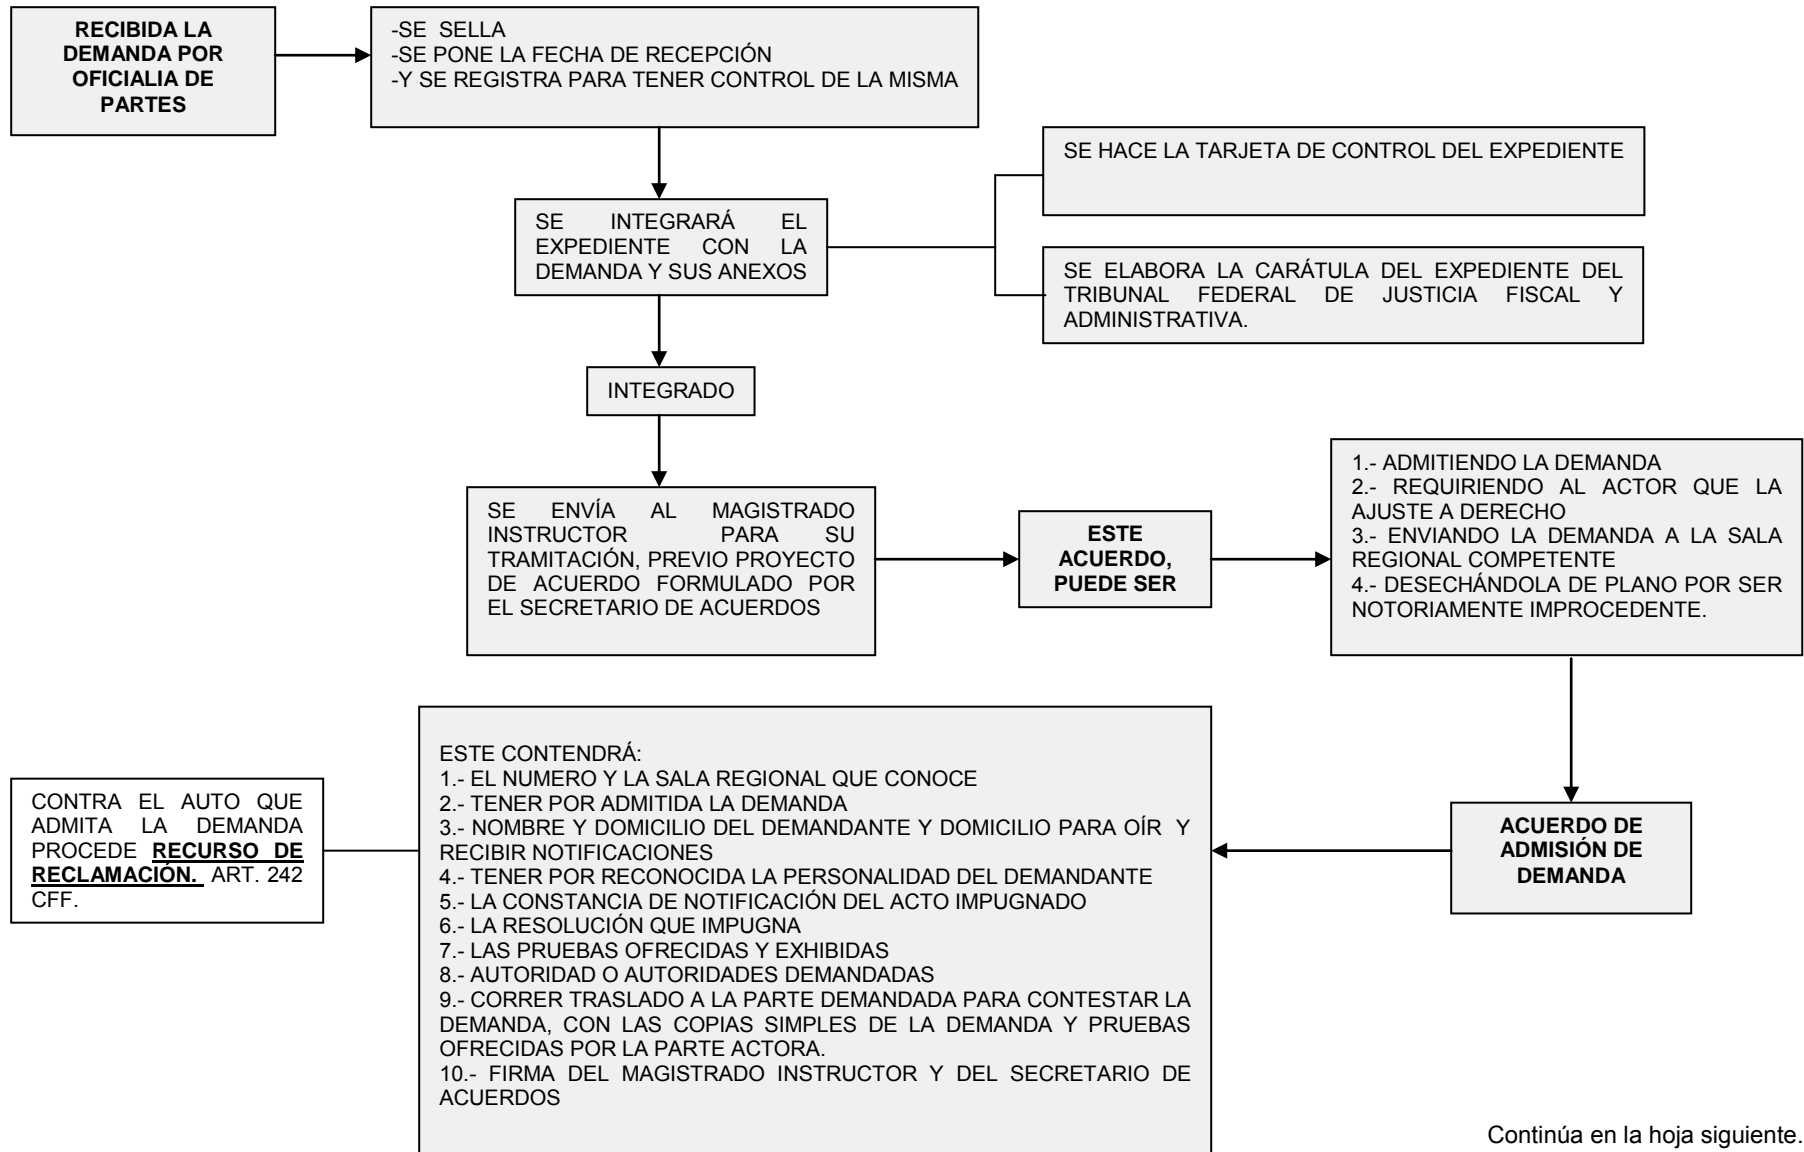 RECIBIDA LA
DEMANDA POR
OFICIALIA DE
PARTES
-SE SELLA
-SE PONE LA FECHA DE RECEPCIÓN
-Y SE REGISTRA PARA TENER CONTROL DE LA MISMA
SE HACE LA TARJETA DE CONTROL DEL EXPEDIENTE
SE INTEGRARÁ EL
EXPEDIENTE CON LA
DEMANDA Y SUS ANEXOS
SE ELABORA LA CARÁTULA DEL EXPEDIENTE DEL
TRIBUNAL FEDERAL DE JUSTICIA FISCAL Y
ADMINISTRATIVA.
INTEGRADO
SE ENVÍA AL MAGISTRADO
INSTRUCTOR PARA SU
TRAMITACIÓN, PREVIO PROYECTO
DE ACUERDO FORMULADO POR
EL SECRETARIO DE ACUERDOS
ESTE
ACUERDO,
PUEDE SER
1.- ADMITIENDO LA DEMANDA
2.- REQUIRIENDO AL ACTOR QUE LA
AJUSTE A DERECHO
3.- ENVIANDO LA DEMANDA A LA SALA
REGIONAL COMPETENTE
4.- DESECHÁNDOLA DE PLANO POR SER
NOTORIAMENTE IMPROCEDENTE.
ACUERDO DE
ADMISIÓN DE
DEMANDA
ESTE CONTENDRÁ:
1.- EL NUMERO Y LA SALA REGIONAL QUE CONOCE
2.- TENER POR ADMITIDA LA DEMANDA
3.- NOMBRE Y DOMICILIO DEL DEMANDANTE Y DOMICILIO PARA OÍR Y
RECIBIR NOTIFICACIONES
4.- TENER POR RECONOCIDA LA PERSONALIDAD DEL DEMANDANTE
5.- LA CONSTANCIA DE NOTIFICACIÓN DEL ACTO IMPUGNADO
6.- LA RESOLUCIÓN QUE IMPUGNA
7.- LAS PRUEBAS OFRECIDAS Y EXHIBIDAS
8.- AUTORIDAD O AUTORIDADES DEMANDADAS
9.- CORRER TRASLADO A LA PARTE DEMANDADA PARA CONTESTAR LA
DEMANDA, CON LAS COPIAS SIMPLES DE LA DEMANDA Y PRUEBAS
OFRECIDAS POR LA PARTE ACTORA.
10.- FIRMA DEL MAGISTRADO INSTRUCTOR Y DEL SECRETARIO DE
ACUERDOS
CONTRA EL AUTO QUE
ADMITA LA DEMANDA
PROCEDE RECURSO DE
RECLAMACIÓN. ART. 242
CFF.
Continúa en la hoja siguiente.